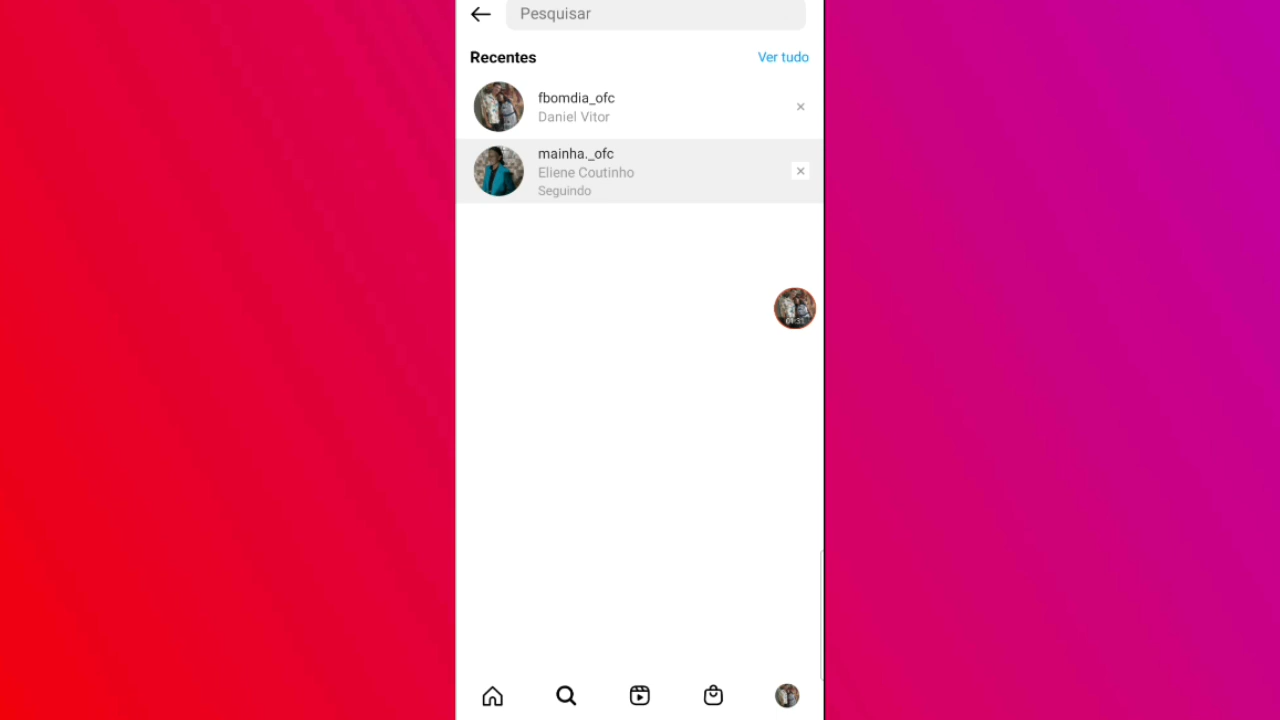 Pesquisar
Recentes
Ver tudo
fbomdia_ofc
Daniel Vitor
mainha._ofc
Eliene Coutinho
Seguindo